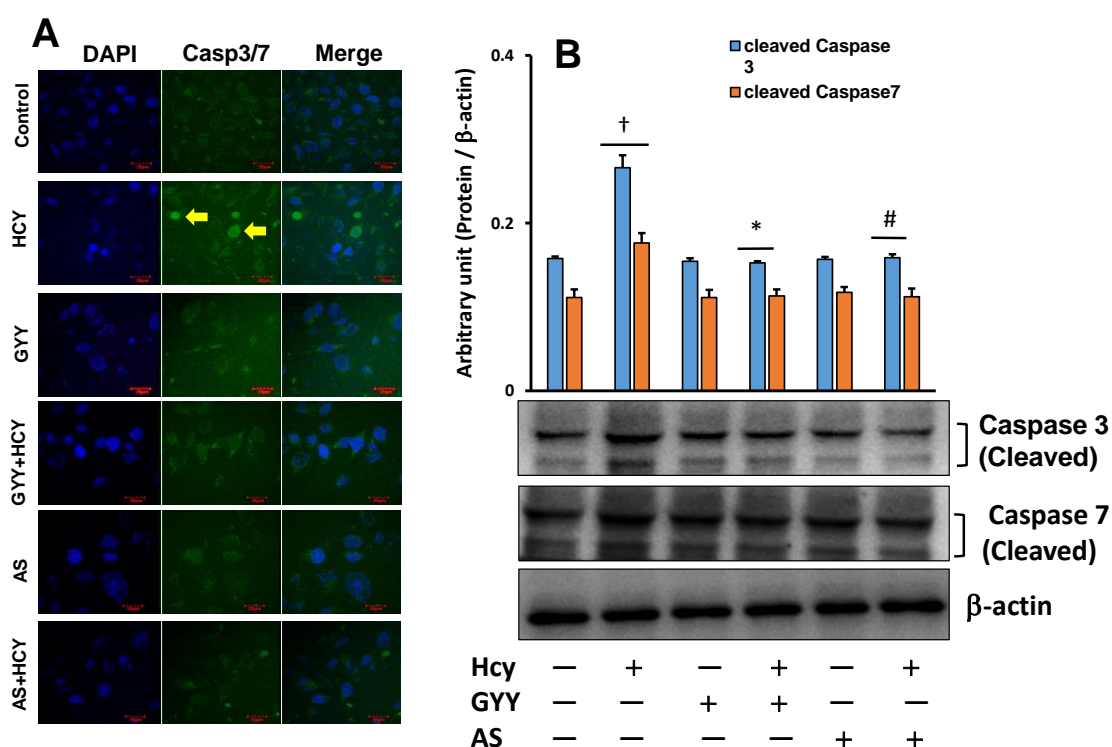 A
DAPI Casp3/7 Merge
Control
HCY
GYY
GYY+HCY
AS
AS+HCY
B
cleaved Caspase
3
cleaved Caspase7
Arbitrary unit (Protein / β-actin)
0.4
0.2
0
†
*
#
Caspase 3
(Cleaved)
Caspase 7
(Cleaved)
β-actin
Hcy — + — + — +
GYY — — + + — —
AS — — — — + +